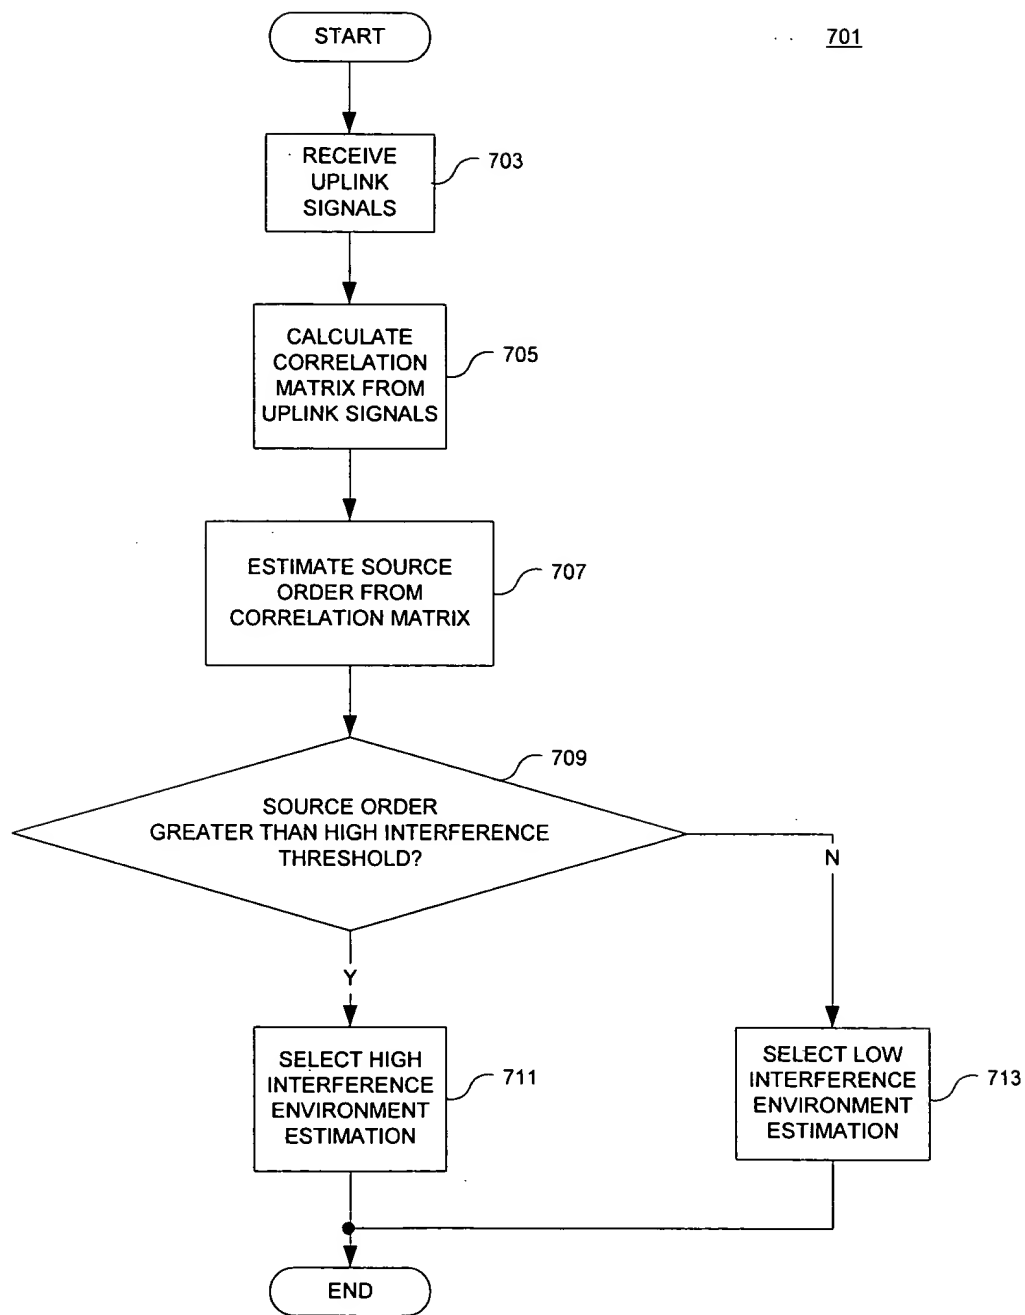 START
701
RECEIVE
UPLINK
SIGNALS
703
CALCULATE
CORRELATION
MATRIX FROM
UPLINK SIGNALS
705
ESTIMATE SOURCE
ORDER FROM
CORRELATION MATRIX
707
709
SOURCE ORDER
GREATER THAN HIGH INTERFERENCE
THRESHOLD?
N
Y
SELECT HIGH
INTERFERENCE
ENVIRONMENT
ESTIMATION
711
SELECT LOW
INTERFERENCE
ENVIRONMENT
ESTIMATION
713
END